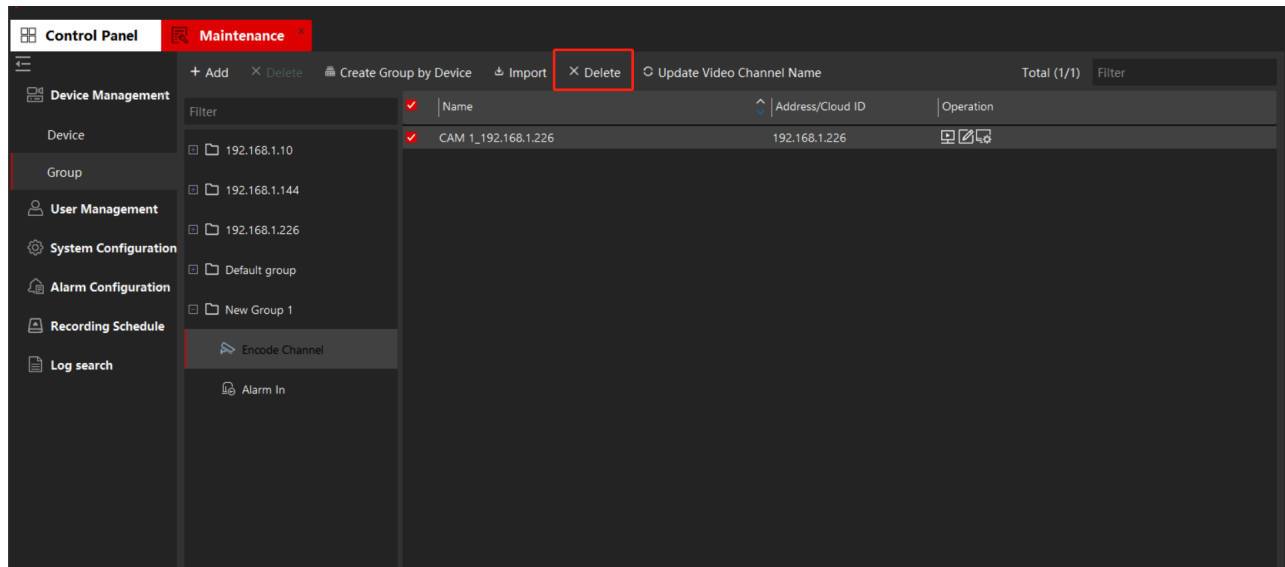 Control Panel Maintenance
+ Add × Delete Create Group by Device Import × Delete Update Video Channel Name Total (1/1) Filter
Device Management
Device
Group
User Management
System Configuration
Alarm Configuration
Recording Schedule
Log search
Filter
192.168.1.10
192.168.1.144
192.168.1.226
Default group
New Group 1
Encode Channel
Alarm In
Name Address/Cloud ID Operation
CAM 1_192.168.1.226 192.168.1.226